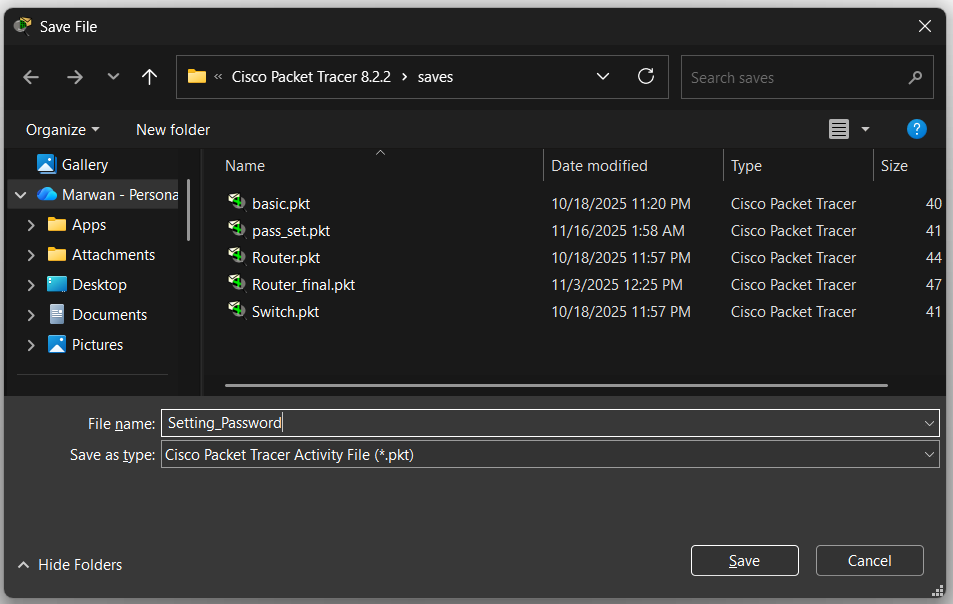 Save File
« Cisco Packet Tracer 8.2.2 › saves
Search saves
Organize
New folder
?
Gallery
Marwan - Persona
Apps
Attachments
Desktop
Documents
Pictures
Name Date modified Type Size
basic.pkt 10/18/2025 11:20 PM Cisco Packet Tracer 40
pass_set.pkt 11/16/2025 1:58 AM Cisco Packet Tracer 41
Router.pkt 10/18/2025 11:57 PM Cisco Packet Tracer 44
Router_final.pkt 11/3/2025 12:25 PM Cisco Packet Tracer 47
Switch.pkt 10/18/2025 11:57 PM Cisco Packet Tracer 41
File name: Setting_Password
Save as type: Cisco Packet Tracer Activity File (*.pkt)
Hide Folders
Save
Cancel